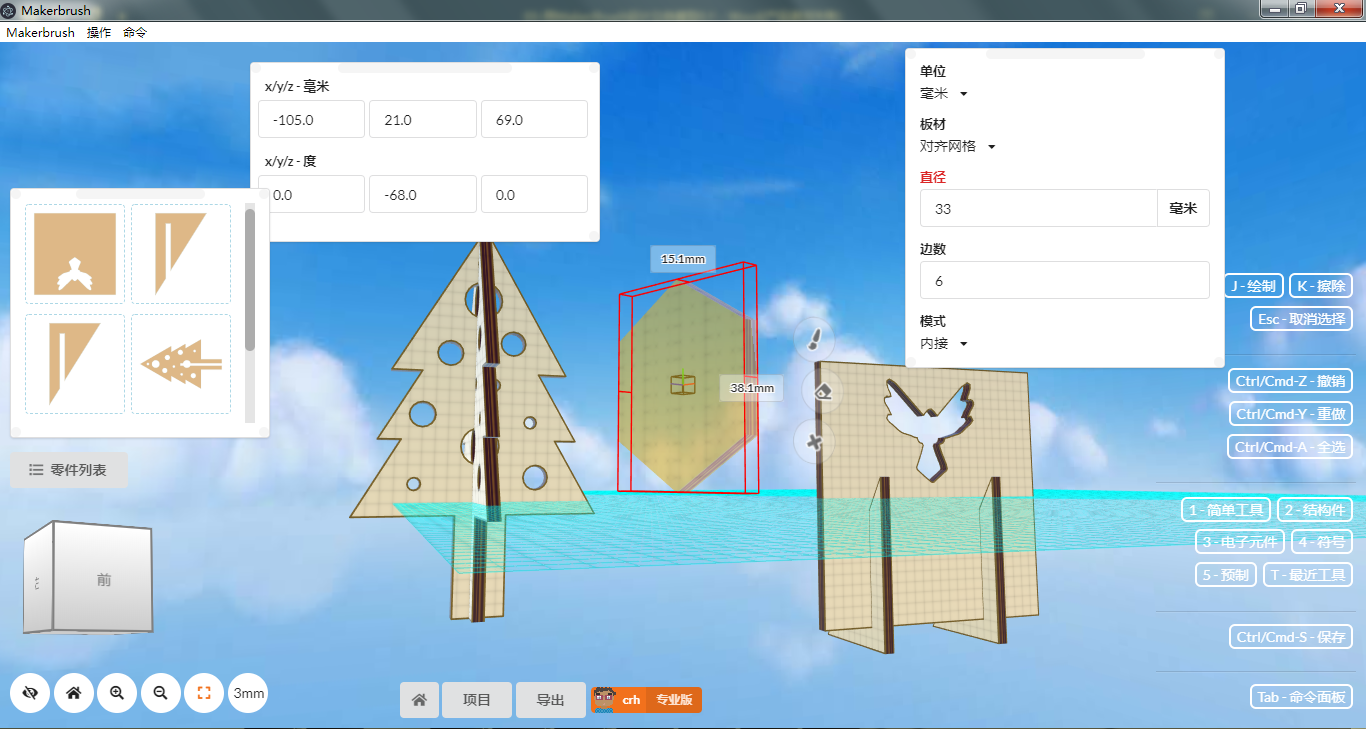 Makerbrush
Makerbrush 操作 命令
x/y/z - 毫米
-105.0 21.0 69.0
x/y/z - 度
0.0 -68.0 0.0
单位
毫米
板材
对齐网格
直径
33 毫米
边数
6
模式
内接
15.1mm
38.1mm
零件列表
前
J - 绘制 K - 擦除
Esc - 取消选择
Ctrl/Cmd-Z - 撤销
Ctrl/Cmd-Y - 重做
Ctrl/Cmd-A - 全选
1 - 简单工具 2 - 结构件
3 - 电子元件 4 - 符号
5 - 预制 T - 最近工具
Ctrl/Cmd-S - 保存
Tab - 命令面板
3mm
项目 导出 crh 专业版